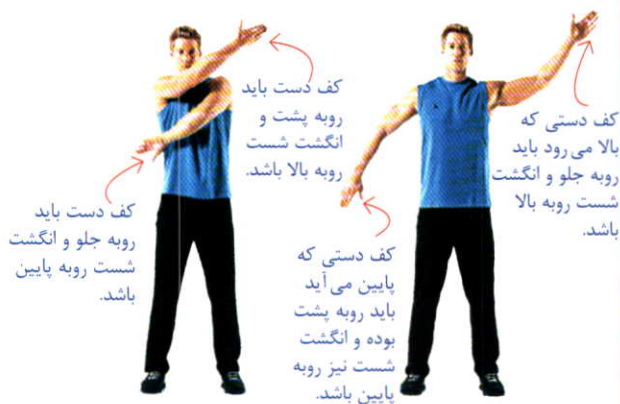 کف دستی که
بالا می رود باید
روبه جلو و انگشت
شست روبه بالا
باشد.
کف دستی که
پایین می آید
باید روبه پشت
بوده و انگشت
شست نیز روبه
پایین باشد.
کف دست باید
روبه پشت و
انگشت شست
روبه بالا باشد.
کف دست باید
روبه جلو و انگشت
شست روبه پایین
باشد.